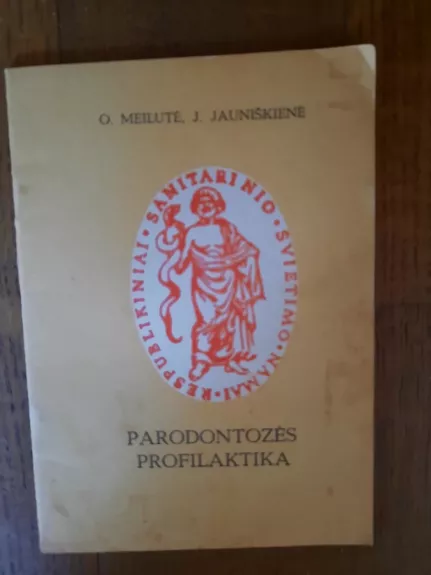 O. MEILUTĖ, J. JAUNIŠKIENĖ
RESPUBLIKINIAI • SANITARINIO • ŠVIETIMO • NAMAI •
PARODONTOZĖS
PROFILAKTIKA